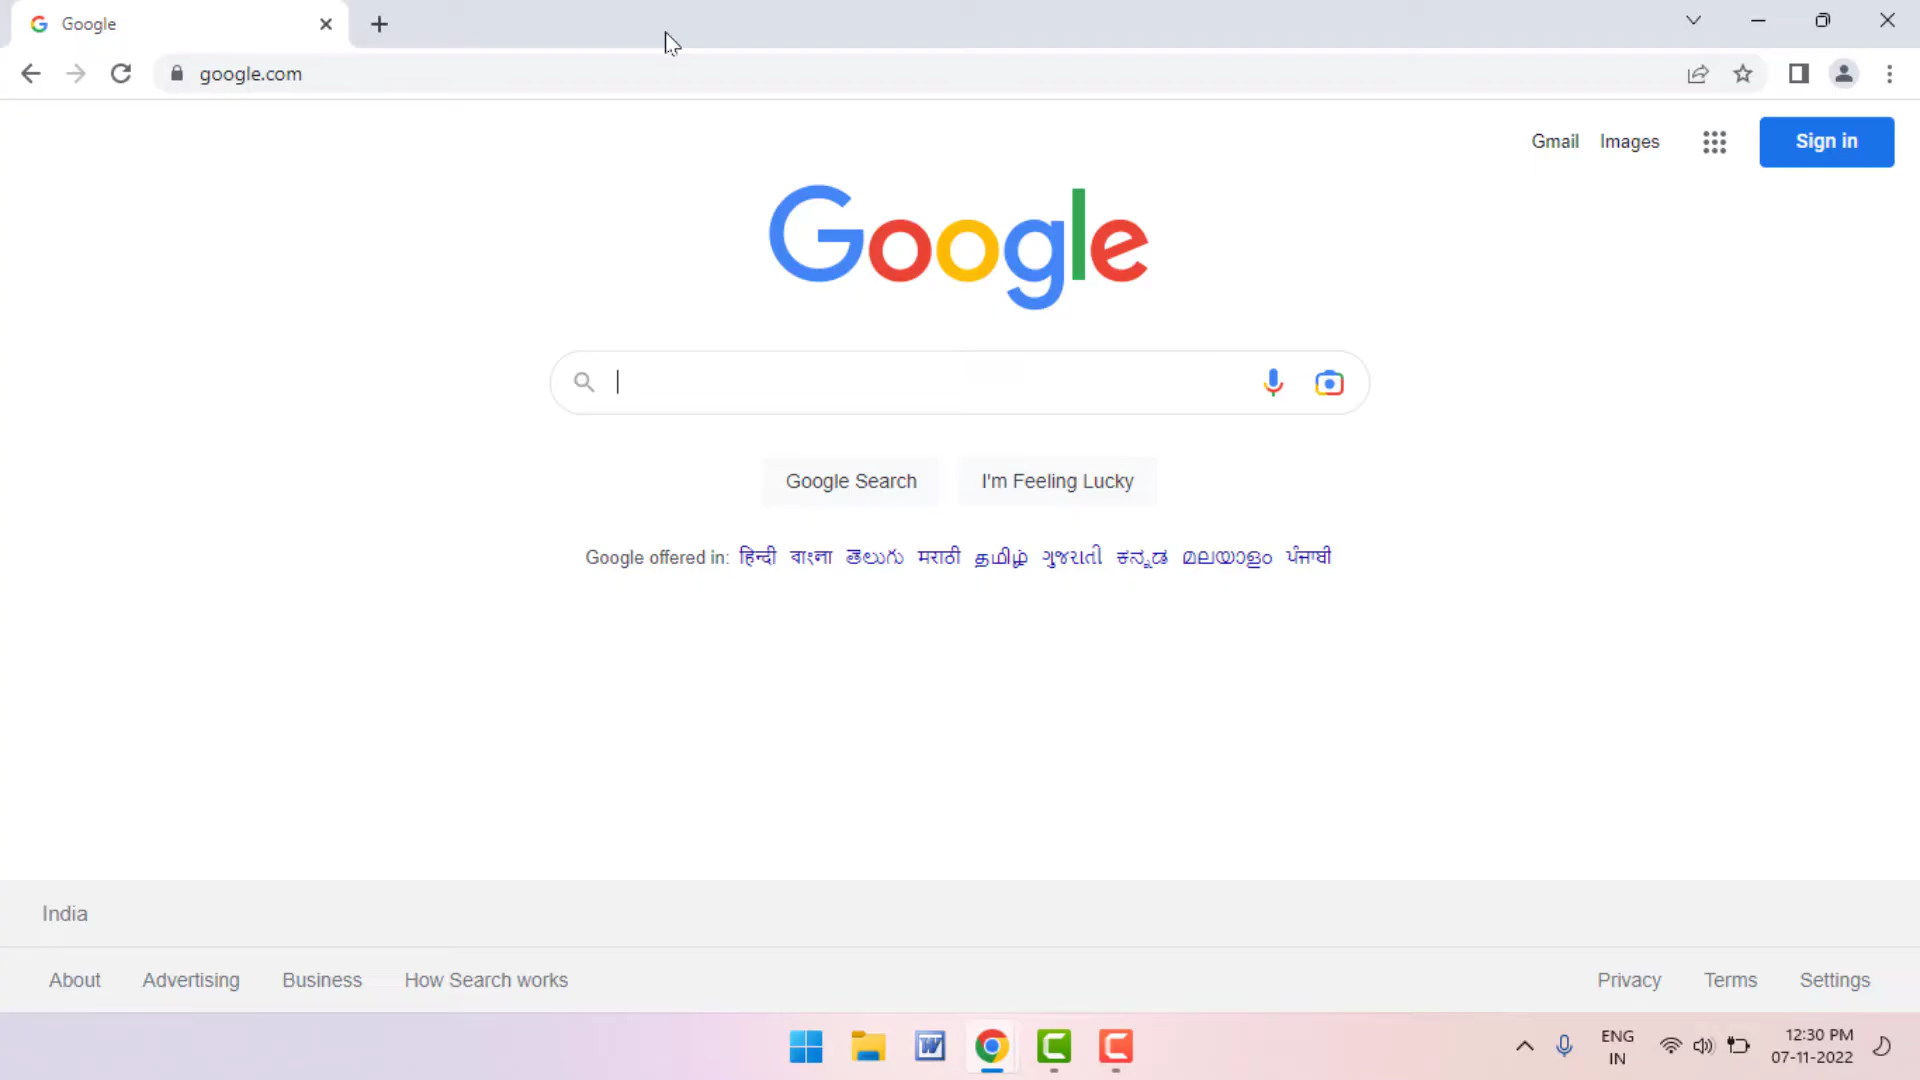 Google
google.com
Gmail Images Sign in
Google
Google Search I'm Feeling Lucky
Google offered in: हिन्दी বাংলা తెలుగు मराठी தமிழ் ગુજરાતી ಕನ್ನಡ മലയാളം ਪੰਜਾਬੀ
India
About Advertising Business How Search works Privacy Terms Settings
ENG 12:30 PM
IN 07-11-2022